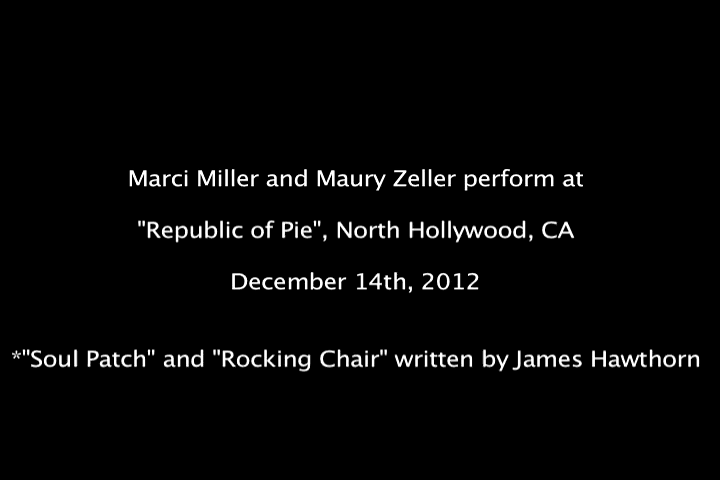 Marci Miller and Maury Zeller perform at
"Republic of Pie", North Hollywood, CA
December 14th, 2012
*"Soul Patch" and "Rocking Chair" written by James Hawthorn